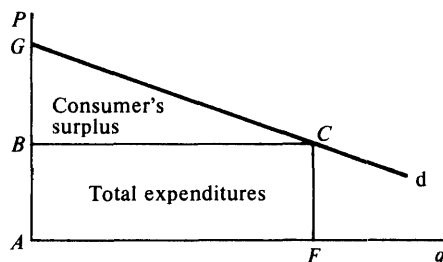 P
G
Consumer's
surplus
C
B
d
Total expenditures
A
F
q